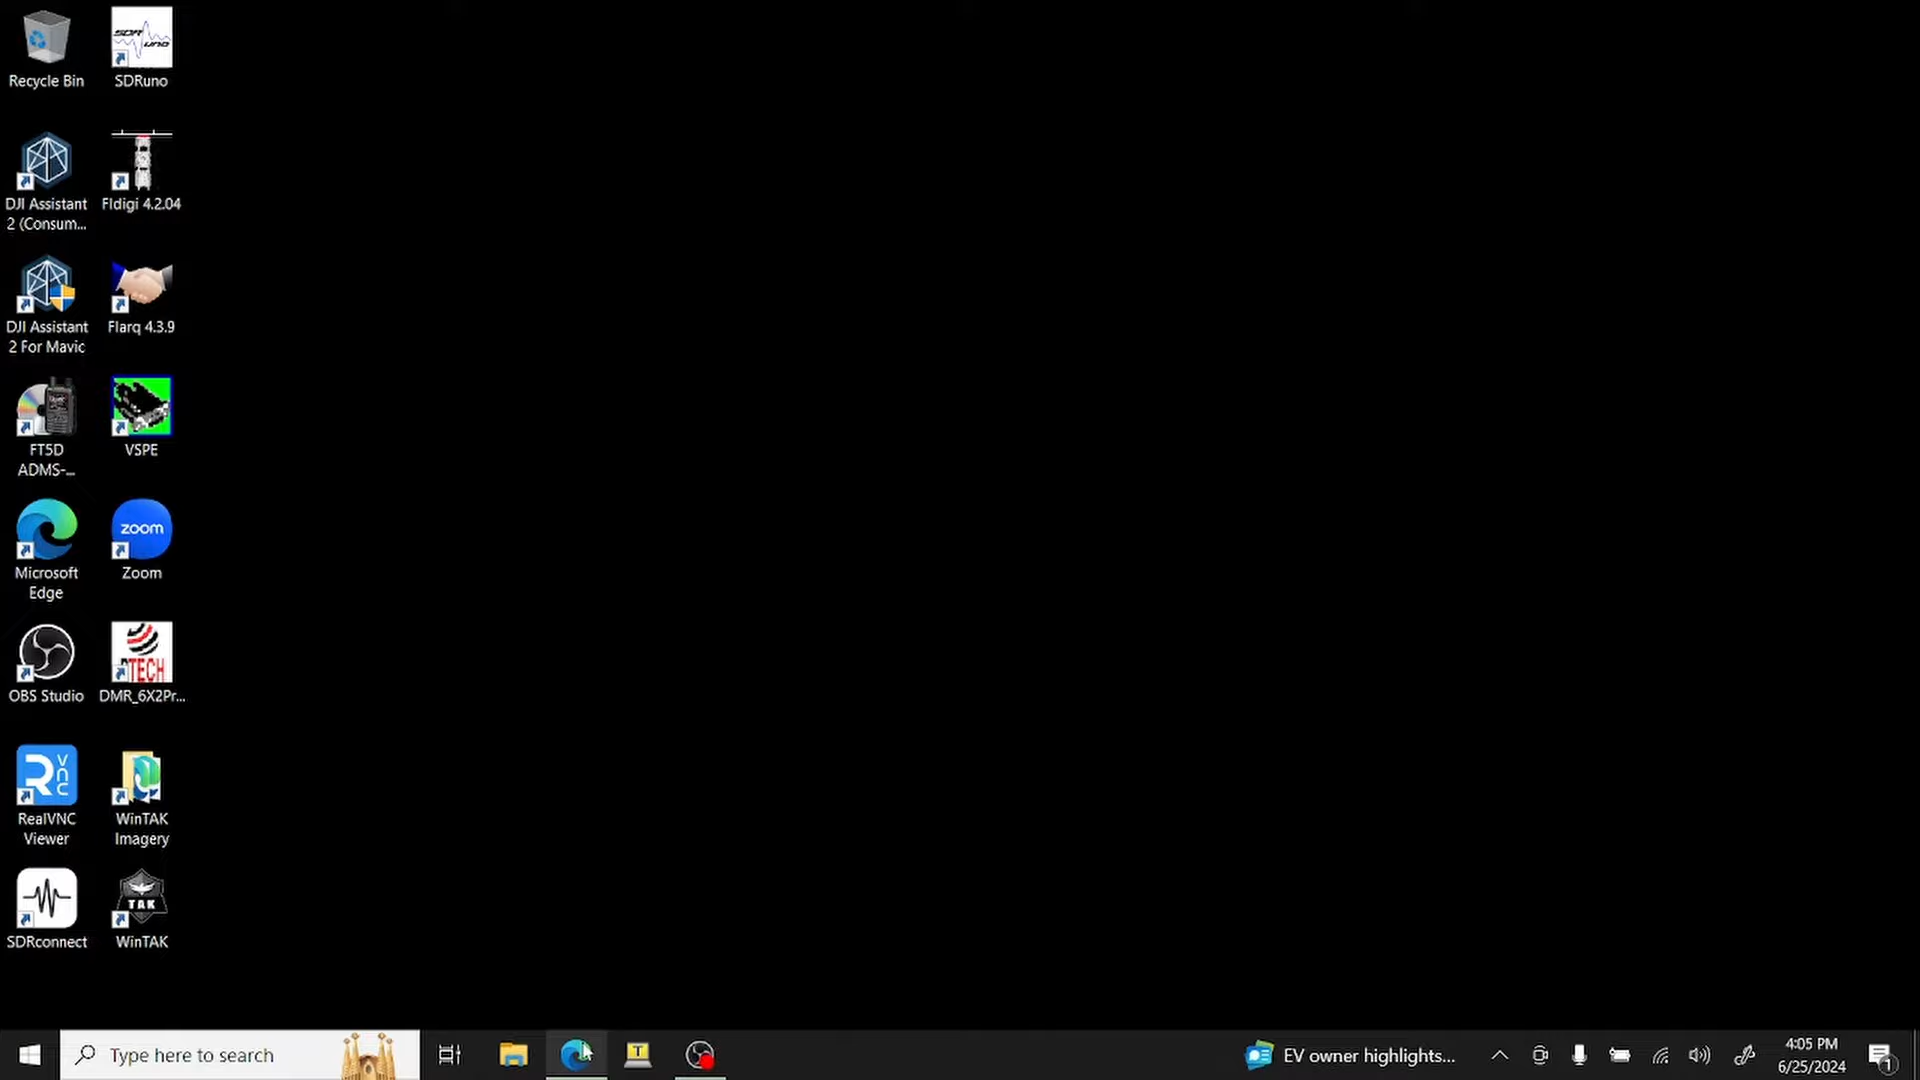 Recycle Bin
SDRuno
DJI Assistant
2 (Consum...
Fldigi 4.2.04
DJI Assistant
2 For Mavic
Flarq 4.3.9
FT5D
ADMS-...
VSPE
Microsoft
Edge
zoom
Zoom
OBS Studio
DMR_6X2Pr...
RealVNC
Viewer
WinTAK
Imagery
SDRconnect
TAK
WinTAK
Type here to search
T
EV owner highlights...
4:05 PM
6/25/2024
1